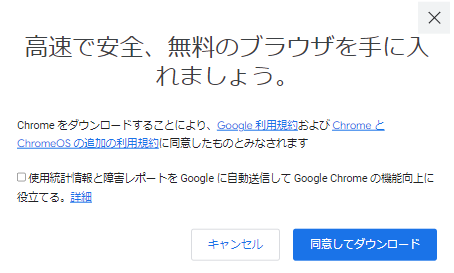 高速で安全、無料のブラウザを手に入
れましょう。
Chrome をダウンロードすることにより、Google 利用規約および Chrome と
ChromeOS の追加の利用規約に同意したものとみなされます
使用統計情報と障害レポートを Google に自動送信して Google Chrome の機能向上に
役立てる。詳細
キャンセル
同意してダウンロード